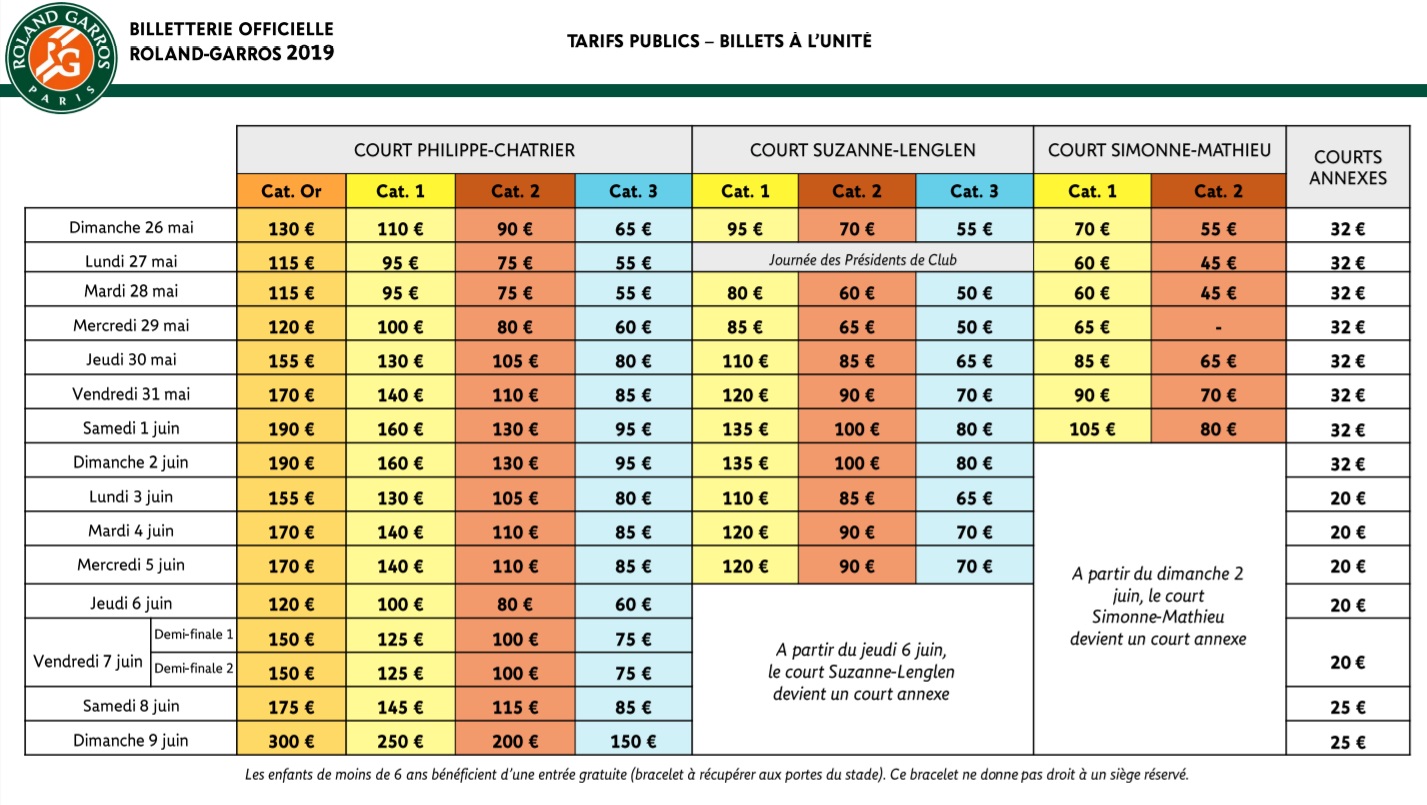 ROLAND GARROS
PARIS
BILLETTERIE OFFICIELLE
ROLAND-GARROS 2019
TARIFS PUBLICS – BILLETS À L'UNITÉ
COURT PHILIPPE-CHATRIER COURT SUZANNE-LENGLEN COURT SIMONNE-MATHIEU COURTS
ANNEXES
Cat. Or Cat. 1 Cat. 2 Cat. 3 Cat. 1 Cat. 2 Cat. 3 Cat. 1 Cat. 2
Dimanche 26 mai 130 € 110 € 90 € 65 € 95 € 70 € 55 € 70 € 55 € 32 €
Lundi 27 mai 115 € 95 € 75 € 55 € Journée des Présidents de Club 60 € 45 € 32 €
Mardi 28 mai 115 € 95 € 75 € 55 € 80 € 60 € 50 € 60 € 45 € 32 €
Mercredi 29 mai 120 € 100 € 80 € 60 € 85 € 65 € 50 € 65 € - 32 €
Jeudi 30 mai 155 € 130 € 105 € 80 € 110 € 85 € 65 € 85 € 65 € 32 €
Vendredi 31 mai 170 € 140 € 110 € 85 € 120 € 90 € 70 € 90 € 70 € 32 €
Samedi 1 juin 190 € 160 € 130 € 95 € 135 € 100 € 80 € 105 € 80 € 32 €
Dimanche 2 juin 190 € 160 € 130 € 95 € 135 € 100 € 80 € 32 €
Lundi 3 juin 155 € 130 € 105 € 80 € 110 € 85 € 65 € 20 €
Mardi 4 juin 170 € 140 € 110 € 85 € 120 € 90 € 70 € 20 €
Mercredi 5 juin 170 € 140 € 110 € 85 € 120 € 90 € 70 € 20 €
Jeudi 6 juin 120 € 100 € 80 € 60 € 20 €
Vendredi 7 juin
Demi-finale 1 150 € 125 € 100 € 75 €
Demi-finale 2 150 € 125 € 100 € 75 €
20 €
Samedi 8 juin 175 € 145 € 115 € 85 € 25 €
Dimanche 9 juin 300 € 250 € 200 € 150 € 25 €
A partir du jeudi 6 juin,
le court Suzanne-Lenglen
devient un court annexe
A partir du dimanche 2
juin, le court
Simonne-Mathieu
devient un court annexe
Les enfants de moins de 6 ans bénéficient d'une entrée gratuite (bracelet à récupérer aux portes du stade). Ce bracelet ne donne pas droit à un siège réservé.